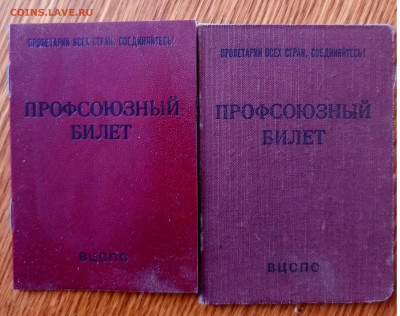 COINS.LAVE.RU
ПРОЛЕТАРИИ ВСЕХ СТРАН, СОЕДИНЯЙТЕСЬ!
ПРОФСОЮЗНЫЙ
БИЛЕТ
ВЦСПС
ПРОЛЕТАРИИ ВСЕХ СТРАН, СОЕДИНЯЙТЕСЬ!
ПРОФСОЮЗНЫЙ
БИЛЕТ
ВЦСПС